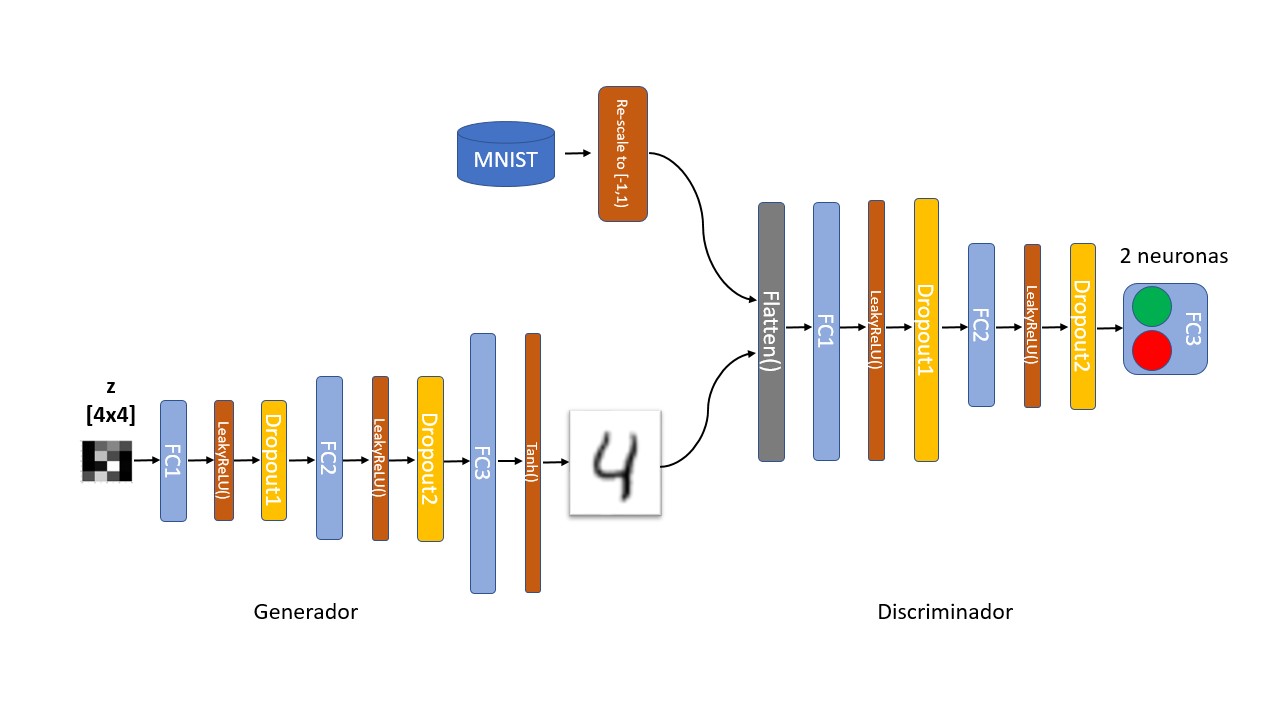 MNIST
Re-scale to [-1,1)
z
[4x4]
FC1
LeakyReLU()
Dropout1
FC2
LeakyReLU()
Dropout2
FC3
Tanh()
4
Generador
Flatten()
FC1
LeakyReLU()
Dropout1
FC2
LeakyReLU()
Dropout2
2 neuronas
FC3
Discriminador